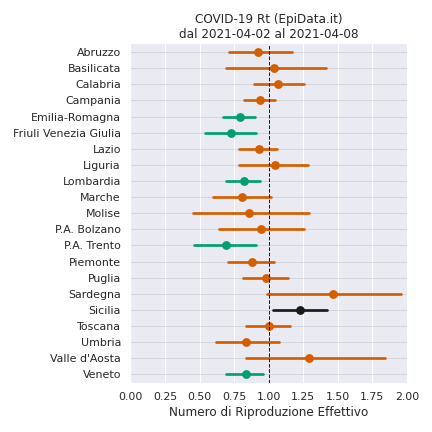 COVID-19 Rt (EpiData.it)
dal 2021-04-02 al 2021-04-08
Abruzzo
Basilicata
Calabria
Campania
Emilia-Romagna
Friuli Venezia Giulia
Lazio
Liguria
Lombardia
Marche
Molise
P.A. Bolzano
P.A. Trento
Piemonte
Puglia
Sardegna
Sicilia
Toscana
Umbria
Valle d'Aosta
Veneto
0.00 0.25 0.50 0.75 1.00 1.25 1.50 1.75 2.00
Numero di Riproduzione Effettivo